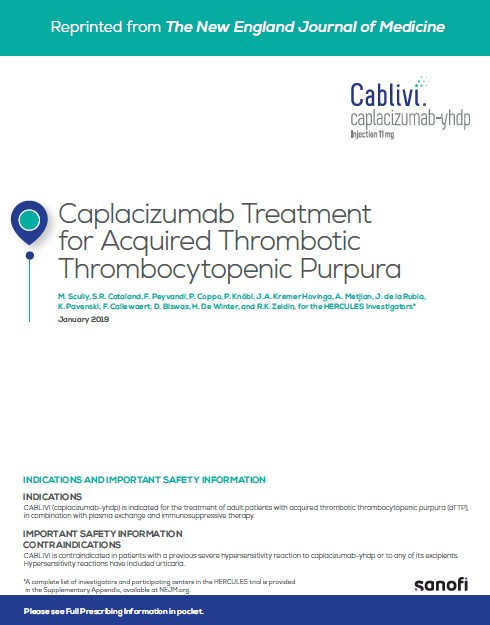 Reprinted from The New England Journal of Medicine
Cablivi.
caplacizumab-yhdp
Injection 11 mg
Caplacizumab Treatment
for Acquired Thrombotic
Thrombocytopenic Purpura
M. Scully, S.R. Cataland, F. Peyvandi, P. Coppo, P. Knöbl, J.A. Kremer Hovinga, A. Metjian, J. de la Rubia,
K. Pavenski, F. Callewaert, D. Biswas, H. De Winter, and R.K. Zeldin, for the HERCULES Investigators*
January 2019
INDICATIONS AND IMPORTANT SAFETY INFORMATION
INDICATIONS
CABLIVI (caplacizumab-yhdp) is indicated for the treatment of adult patients with acquired thrombotic thrombocytopenic purpura (aTTP),
in combination with plasma exchange and immunosuppressive therapy.
IMPORTANT SAFETY INFORMATION
CONTRAINDICATIONS
CABLIVI is contraindicated in patients with a previous severe hypersensitivity reaction to caplacizumab-yhdp or to any of its excipients.
Hypersensitivity reactions have included urticaria.
*A complete list of investigators and participating centers in the HERCULES trial is provided
in the Supplementary Appendix, available at NEJM.org.
sanofi
Please see Full Prescribing Information in pocket.